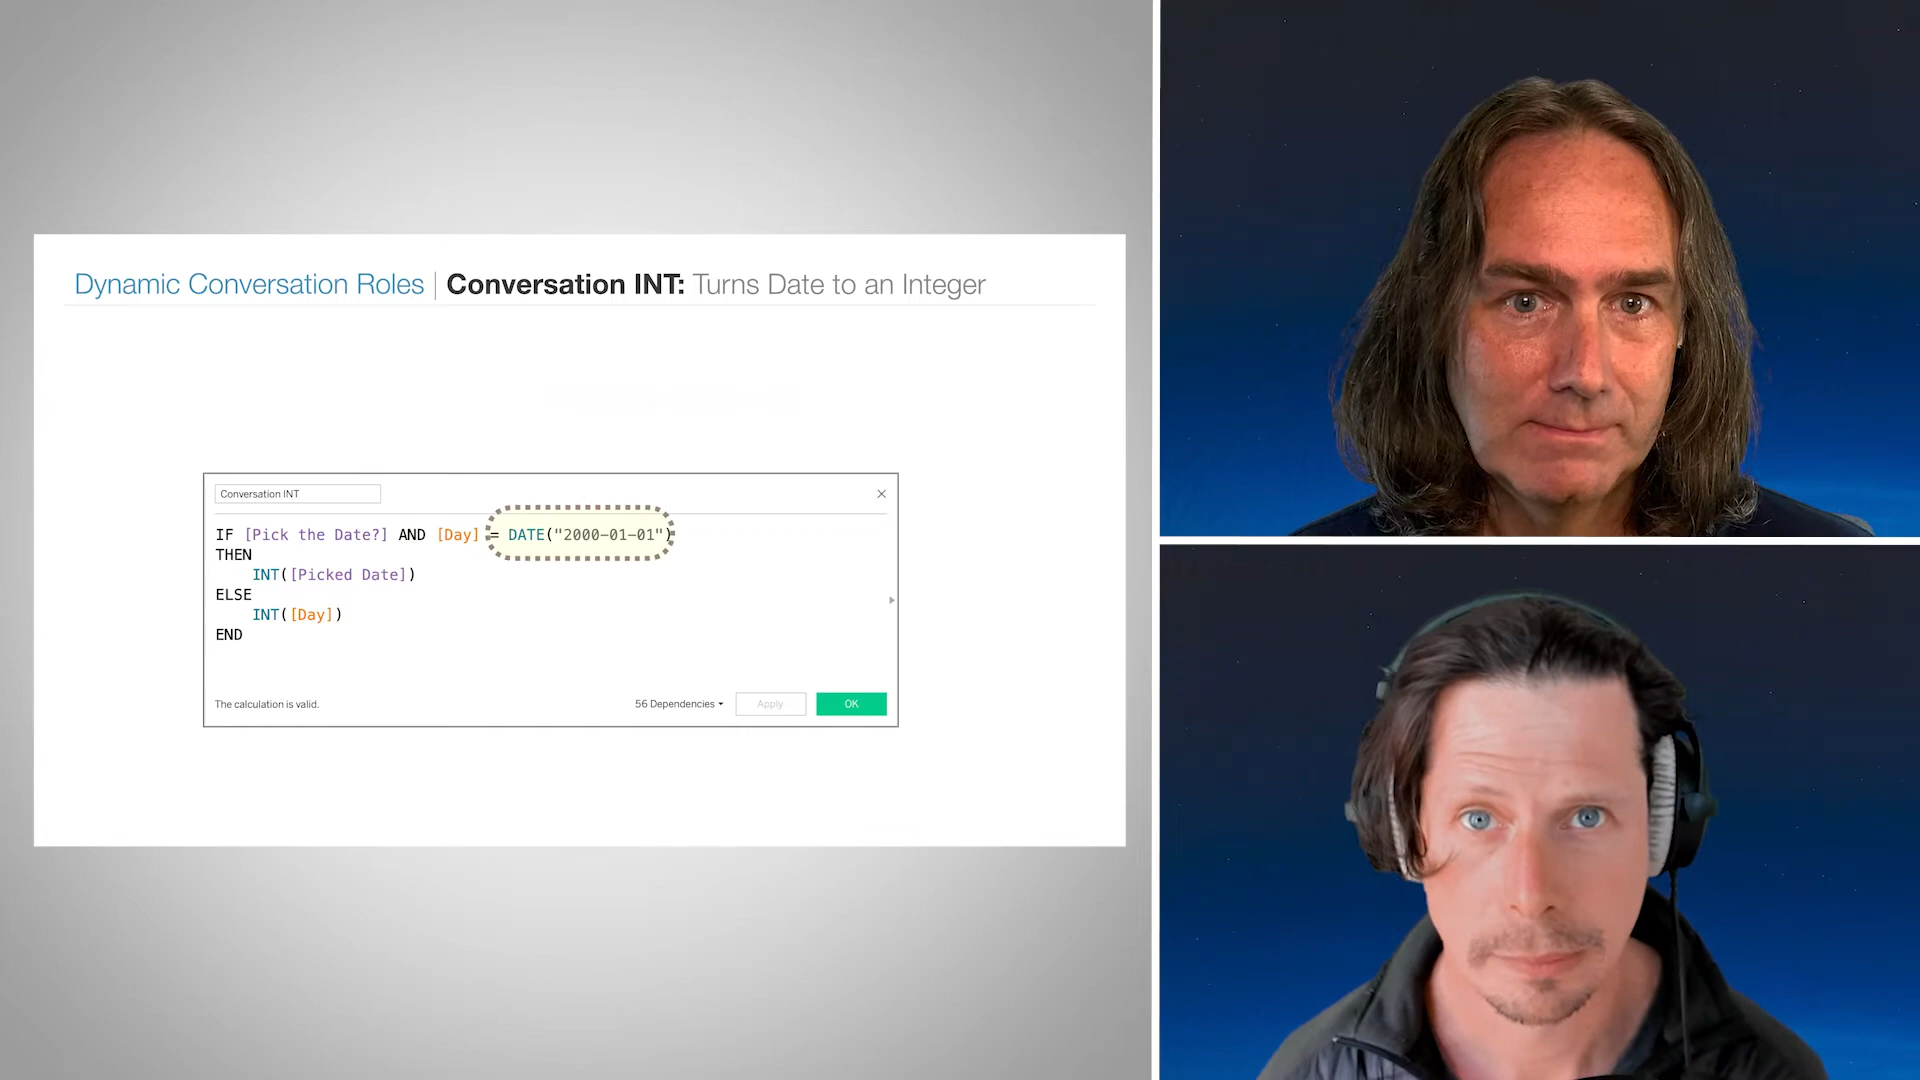 Dynamic Conversation Roles | Conversation INT: Turns Date to an Integer
Conversation INT
IF [Pick the Date?] AND [Day] = DATE("2000-01-01")
THEN
INT([Picked Date])
ELSE
INT([Day])
END
The calculation is valid.
56 Dependencies
Apply
OK